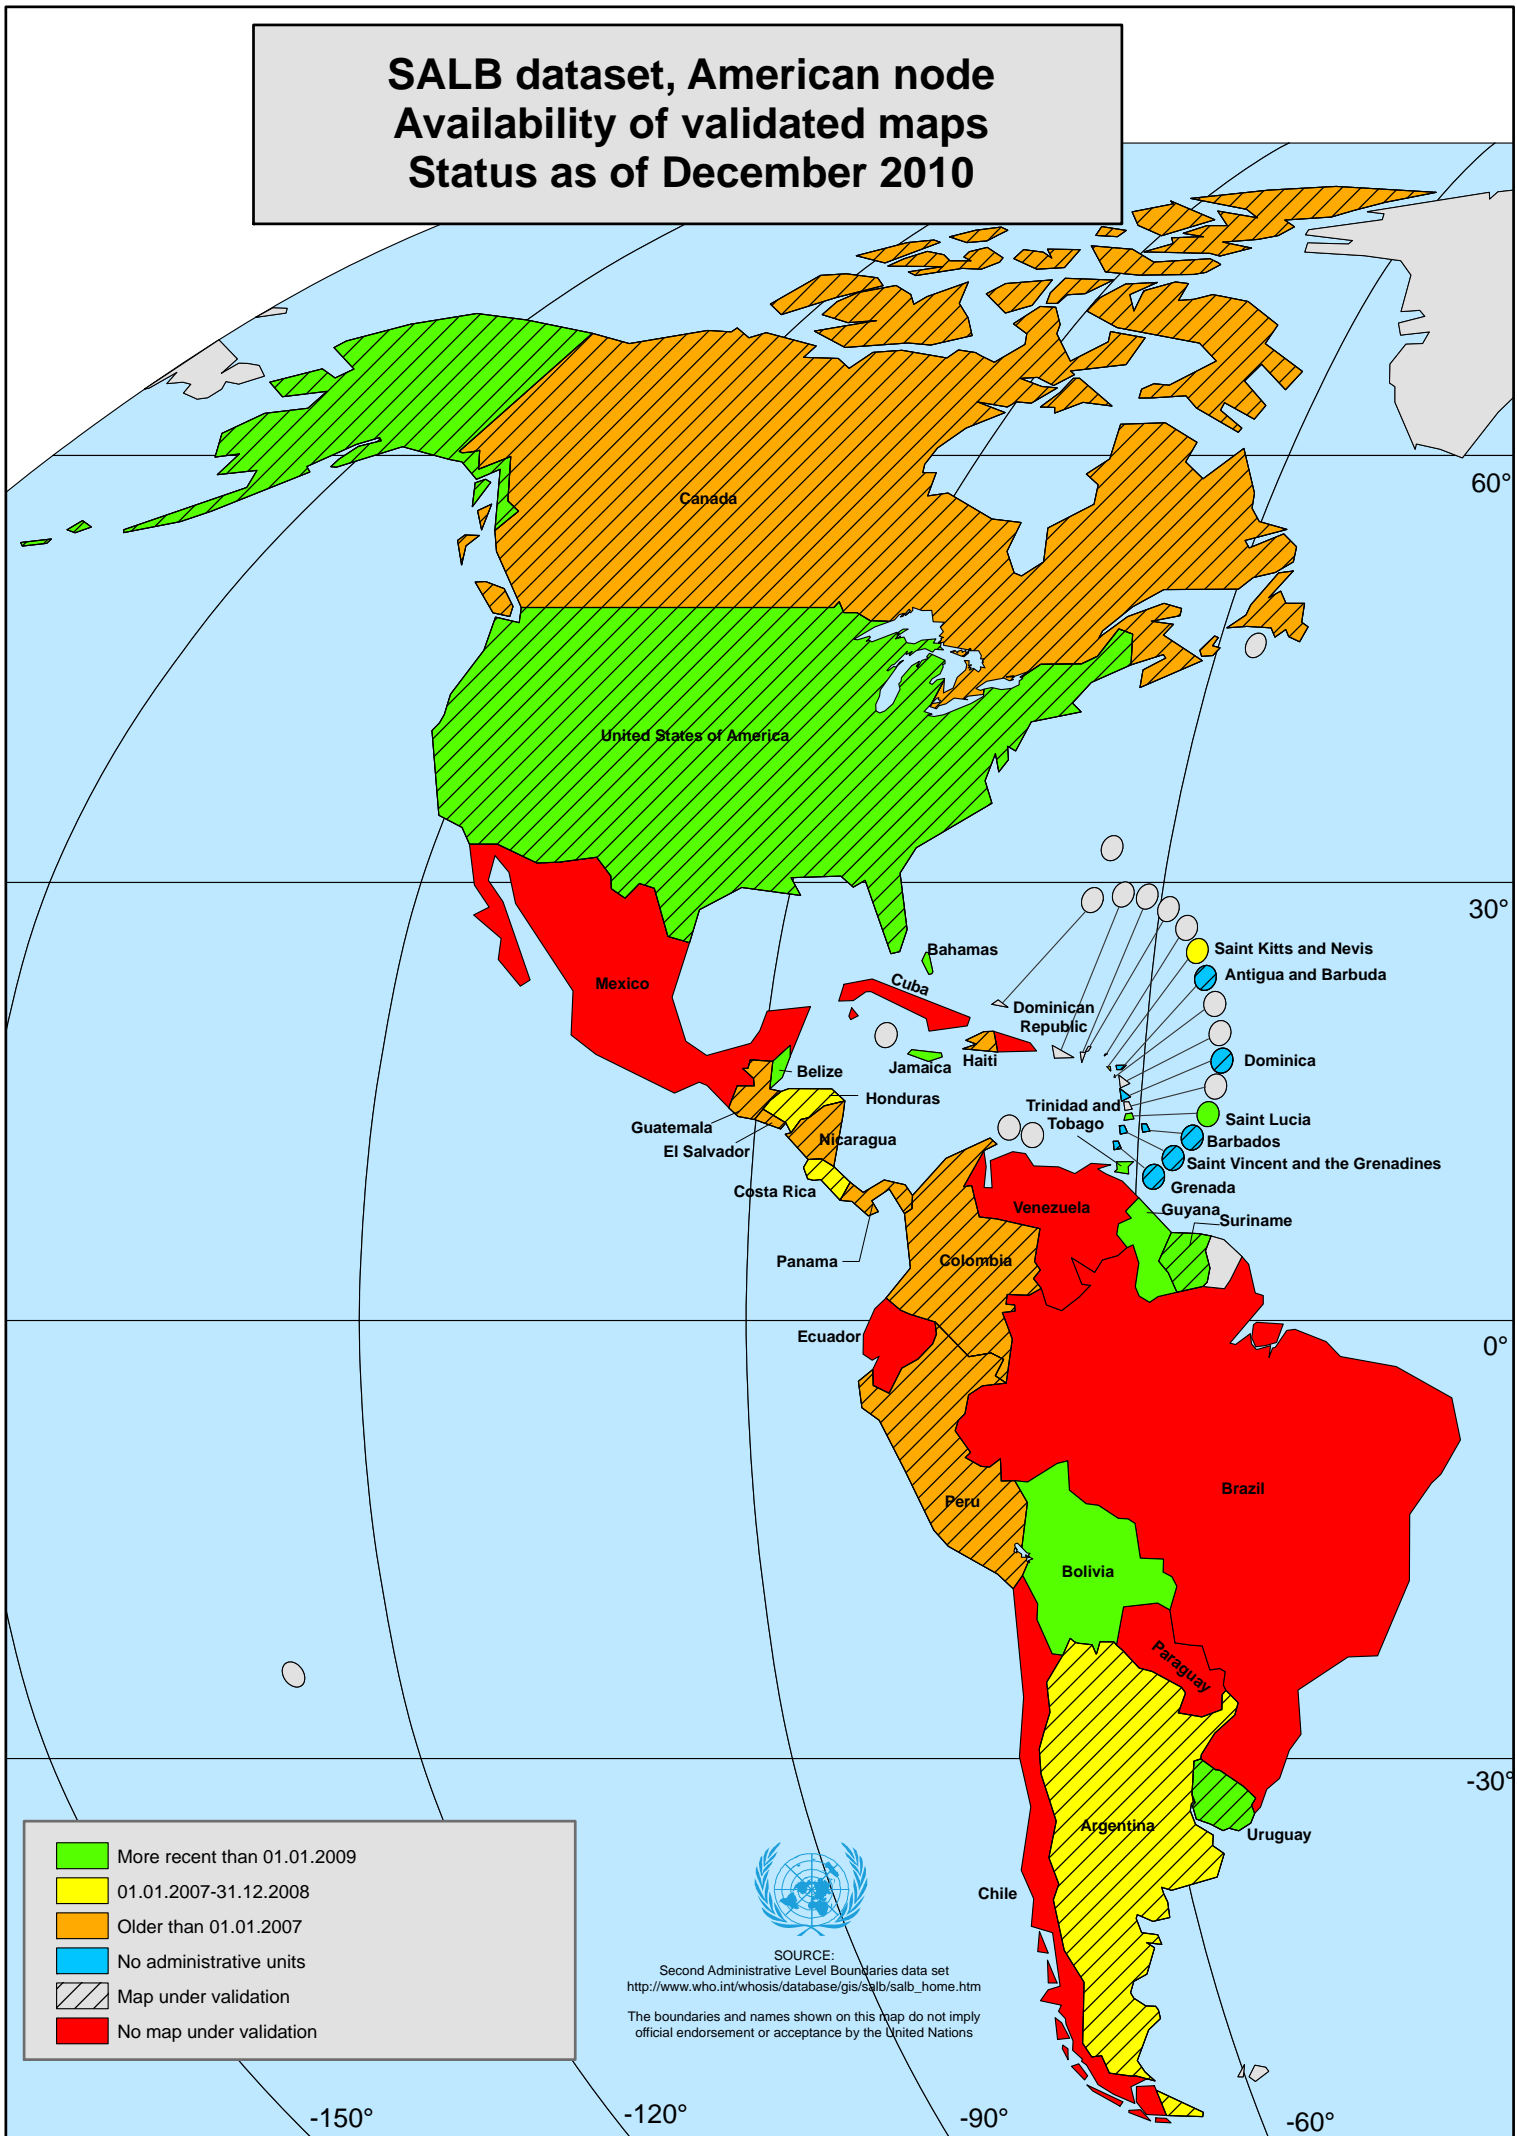 SALB dataset, American node
Availability of validated maps
Status as of December 2010
60°
Canada
United States of America
30°
Bahamas
Saint Kitts and Nevis
Antigua and Barbuda
Mexico
Cuba
Dominican
Republic
Haiti
Jamaica
Belize
Dominica
Honduras
Trinidad and
Tobago
Saint Lucia
Guatemala
El Salvador
Nicaragua
Barbados
Saint Vincent and the Grenadines
Costa Rica
Grenada
Venezuela
Guyana
Suriname
Panama
Colombia
Ecuador
0°
Brazil
Peru
Bolivia
Paraguay
-30°
Argentina
Uruguay
Chile
More recent than 01.01.2009
01.01.2007-31.12.2008
Older than 01.01.2007
No administrative units
Map under validation
No map under validation
SOURCE:
Second Administrative Level Boundaries data set
http://www.who.int/whosis/database/gis/salb/salb_home.htm
The boundaries and names shown on this map do not imply
official endorsement or acceptance by the United Nations
-150°
-120°
-90°
-60°